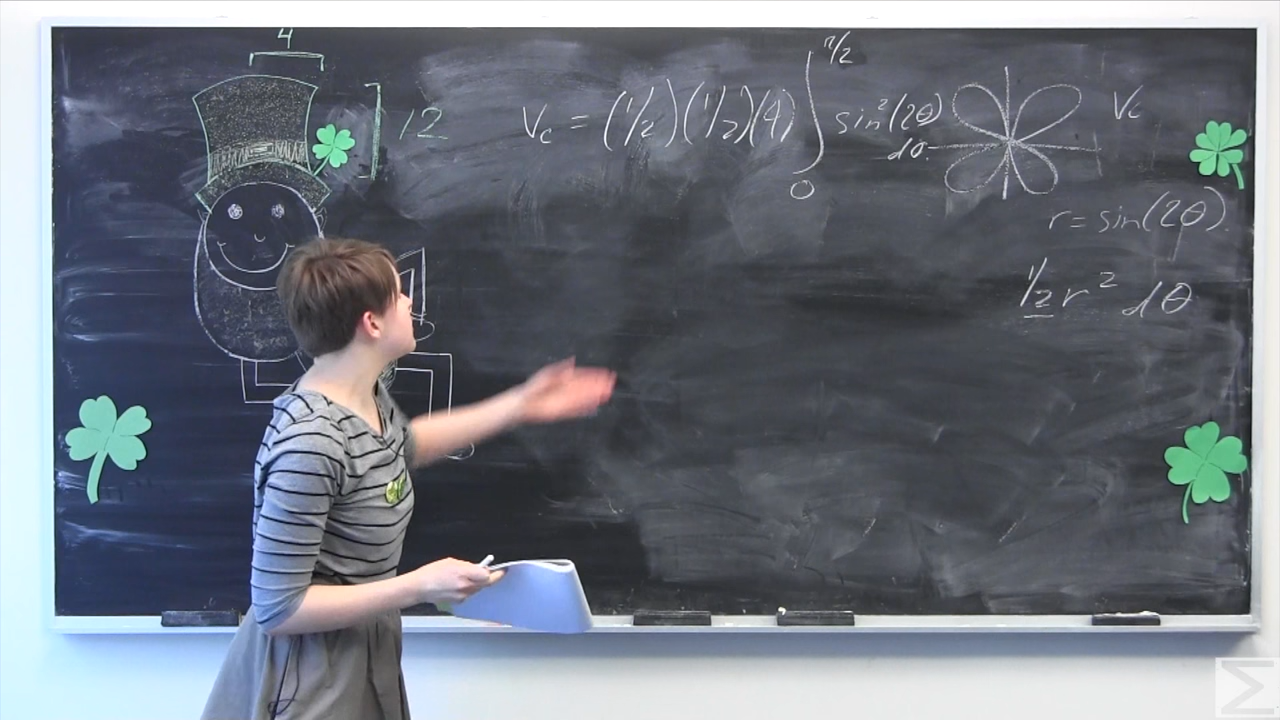 4
12
V_c = (1/2)(1/2)(4) ∫_0^{π/2} sin²(2θ) dθ
V_c
r = sin(2θ)
1/2 r² dθ
Σ